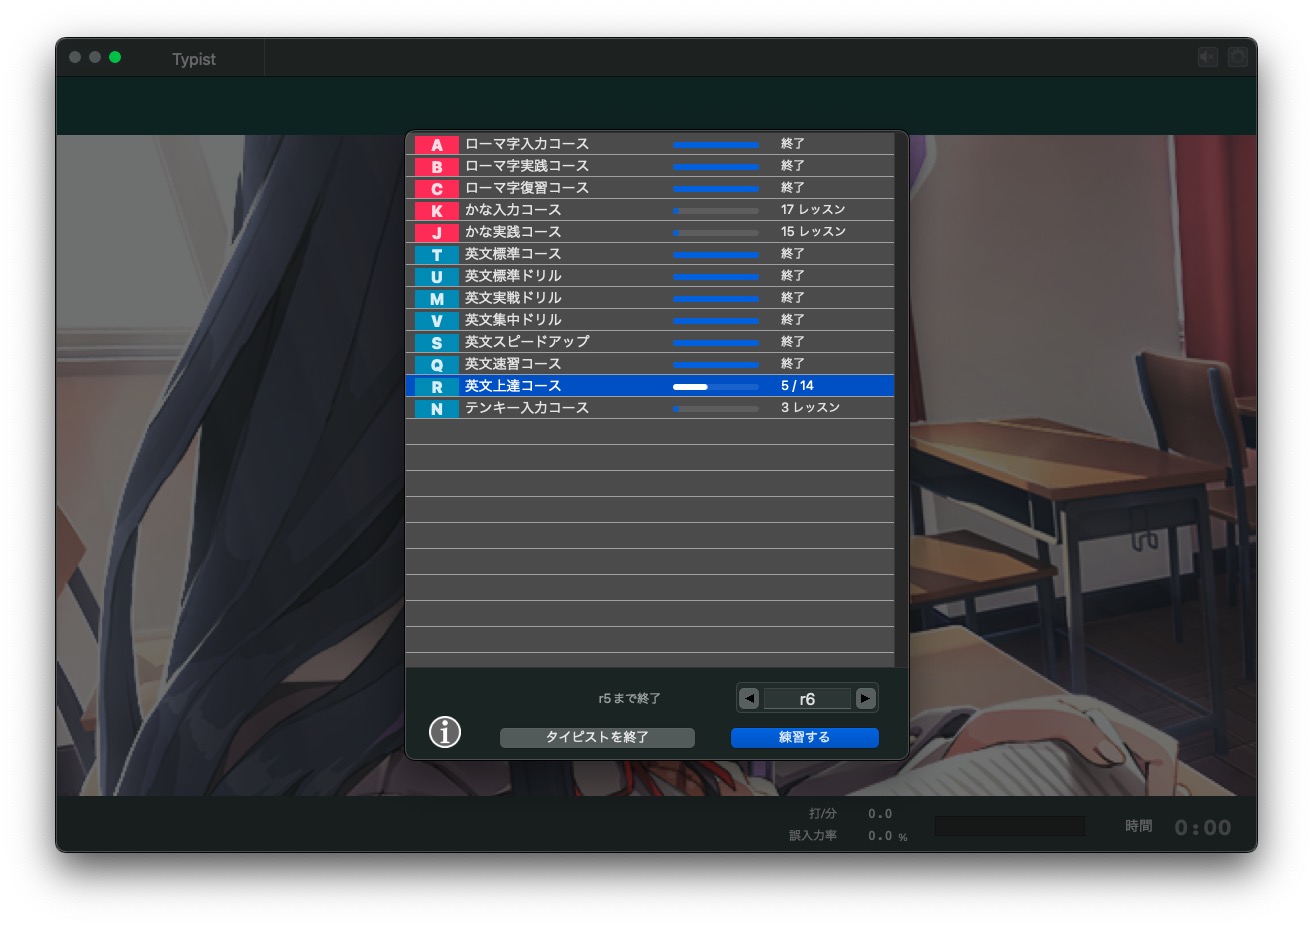 Typist
A ローマ字入力コース 終了
B ローマ字実践コース 終了
C ローマ字復習コース 終了
K かな入力コース 17 レッスン
J かな実践コース 15 レッスン
T 英文標準コース 終了
U 英文標準ドリル 終了
M 英文実戦ドリル 終了
V 英文集中ドリル 終了
S 英文スピードアップ 終了
Q 英文速習コース 終了
R 英文上達コース 5 / 14
N テンキー入力コース 3 レッスン
r5 まで終了 r6
タイピストを終了 練習する
打/分 0.0
誤入力率 0.0 %
時間 0:00